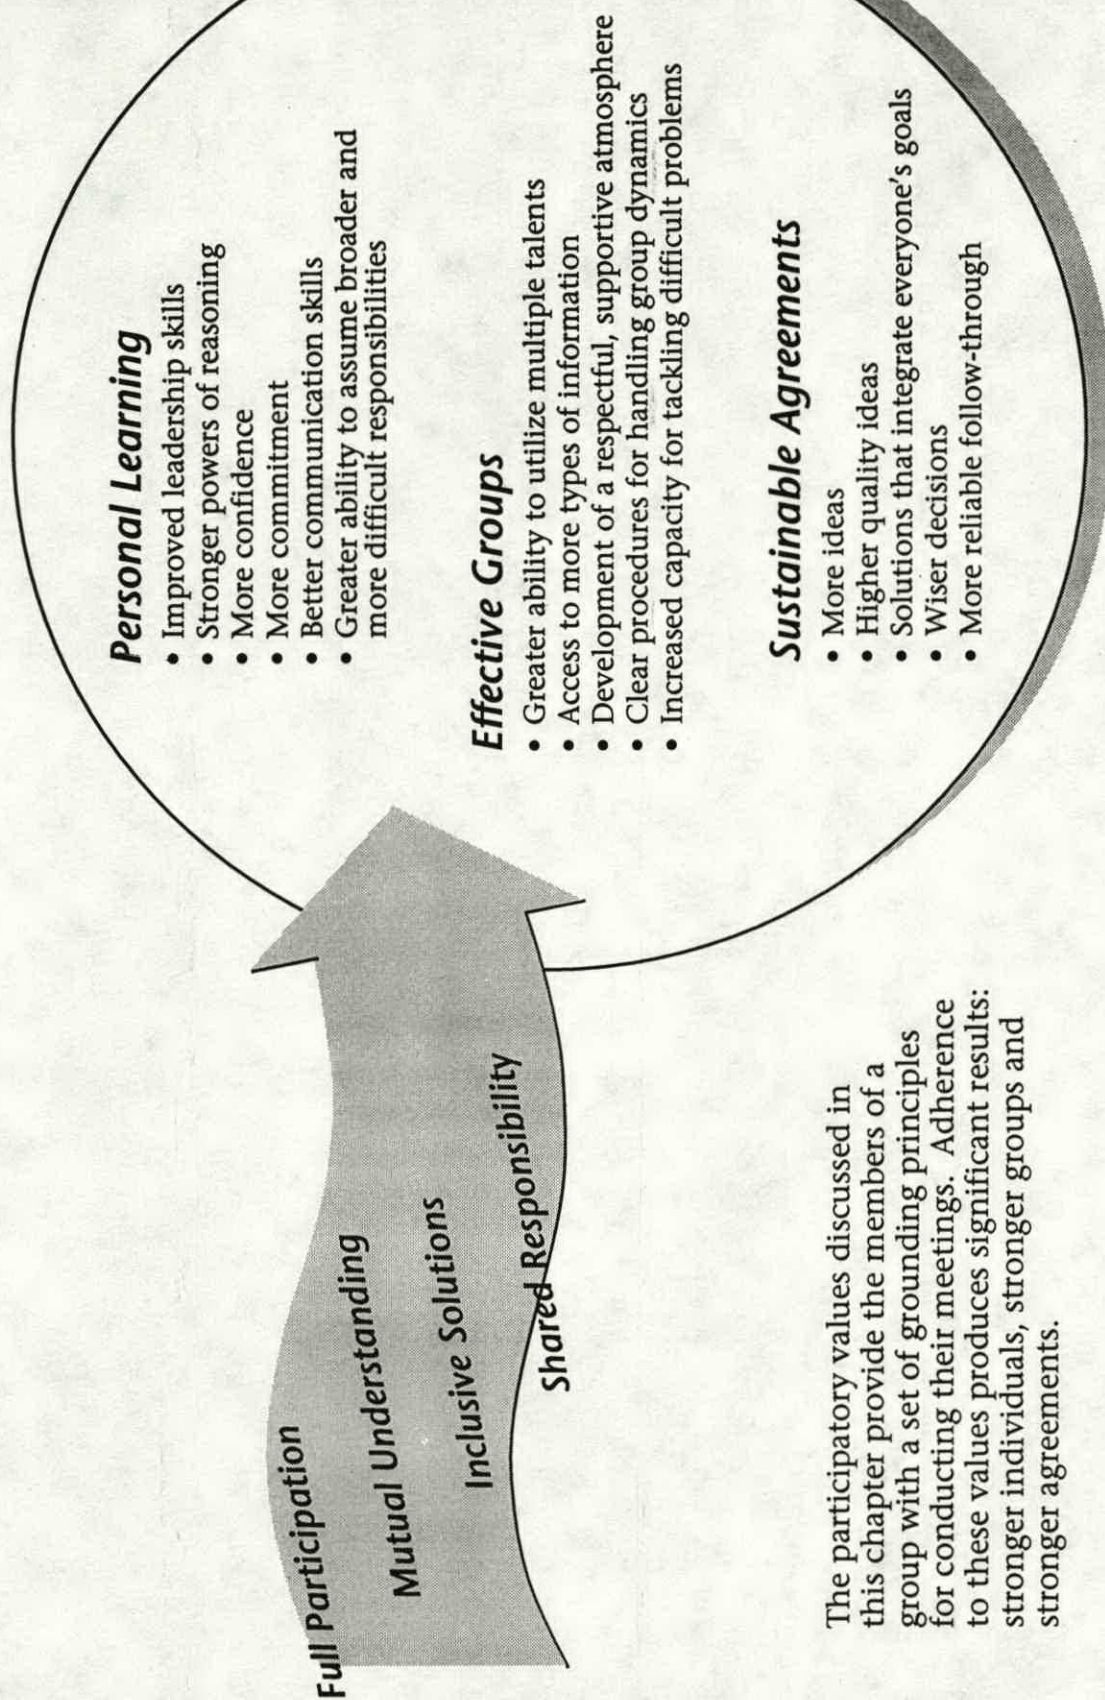 Full Participation
Mutual Understanding
Inclusive Solutions
Shared Responsibility
Personal Learning
• Improved leadership skills
• Stronger powers of reasoning
• More confidence
• More commitment
• Better communication skills
• Greater ability to assume broader and
more difficult responsibilities
Effective Groups
• Greater ability to utilize multiple talents
• Access to more types of information
• Development of a respectful, supportive atmosphere
• Clear procedures for handling group dynamics
• Increased capacity for tackling difficult problems
Sustainable Agreements
• More ideas
• Higher quality ideas
• Solutions that integrate everyone's goals
• Wiser decisions
• More reliable follow-through
The participatory values discussed in
this chapter provide the members of a
group with a set of grounding principles
for conducting their meetings. Adherence
to these values produces significant results:
stronger individuals, stronger groups and
stronger agreements.